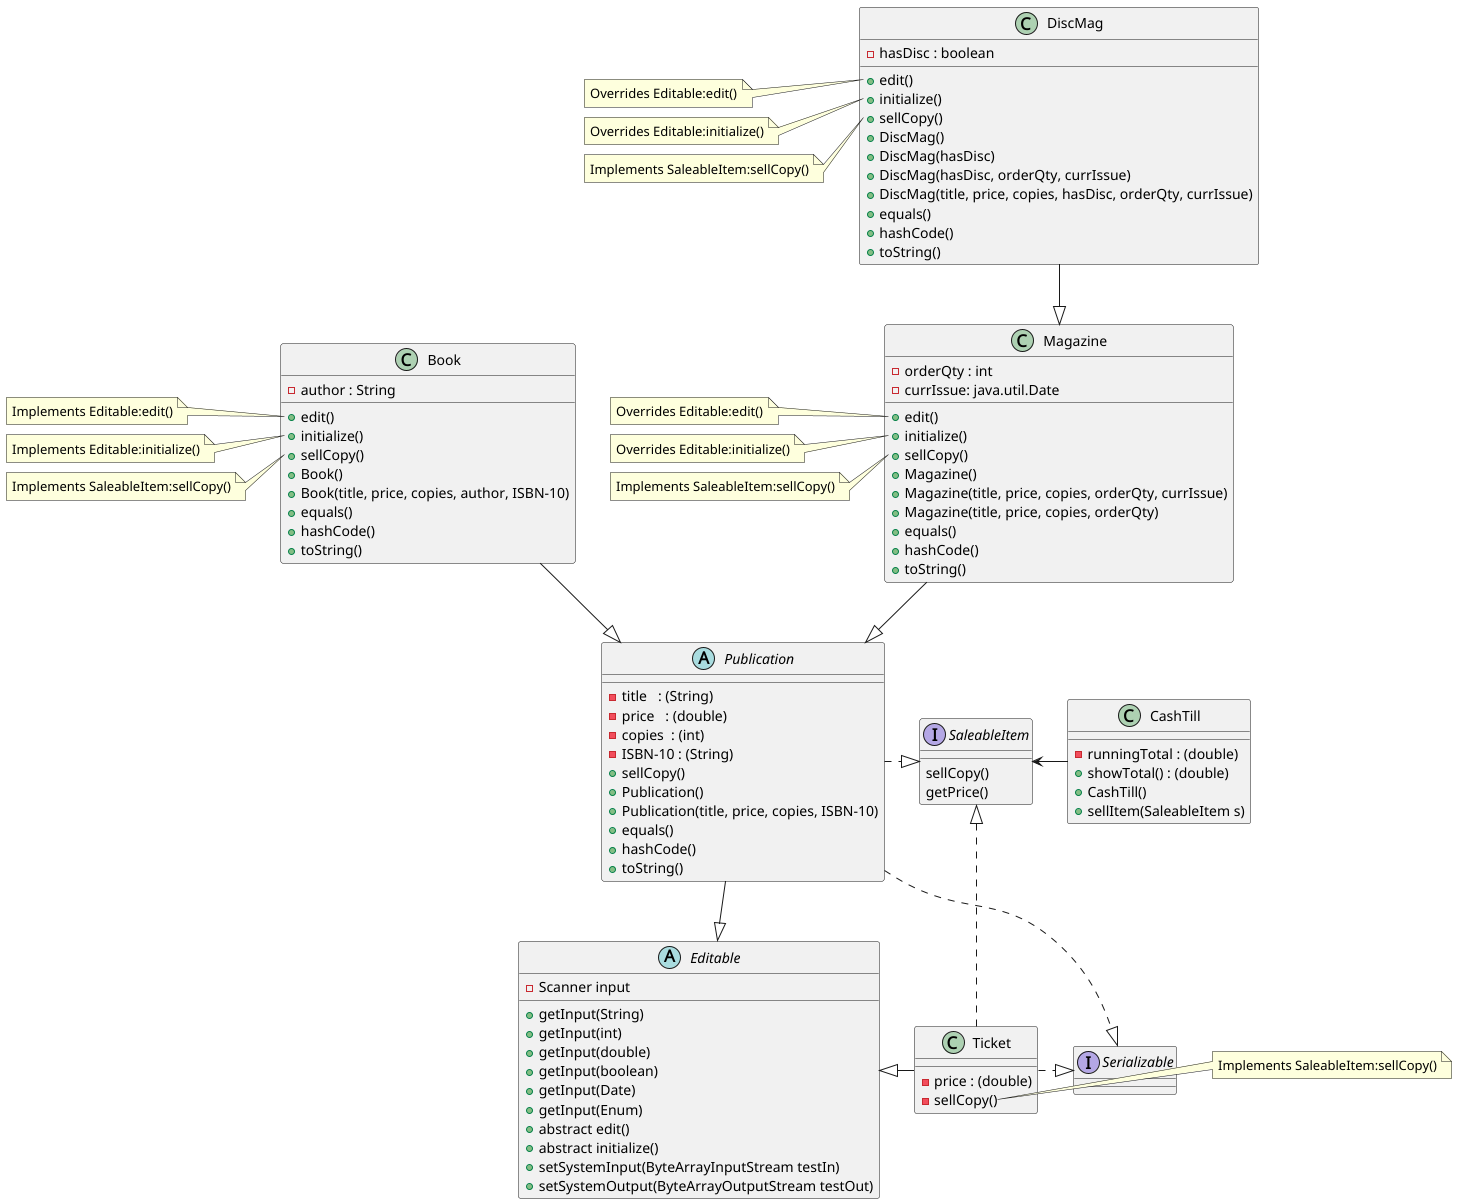 C DiscMag
hasDisc : boolean
edit()
initialize()
sellCopy()
DiscMag()
DiscMag(hasDisc)
DiscMag(hasDisc, orderQty, currIssue)
DiscMag(title, price, copies, hasDisc, orderQty, currIssue)
equals()
hashCode()
toString()
Overrides Editable:edit()
Overrides Editable:initialize()
Implements SaleableItem:sellCopy()
C Book
author : String
edit()
initialize()
sellCopy()
Book()
Book(title, price, copies, author, ISBN-10)
equals()
hashCode()
toString()
Implements Editable:edit()
Implements Editable:initialize()
Implements SaleableItem:sellCopy()
C Magazine
orderQty : int
currIssue: java.util.Date
edit()
initialize()
sellCopy()
Magazine()
Magazine(title, price, copies, orderQty, currIssue)
Magazine(title, price, copies, orderQty)
equals()
hashCode()
toString()
Overrides Editable:edit()
Overrides Editable:initialize()
Implements SaleableItem:sellCopy()
A Publication
title : (String)
price : (double)
copies : (int)
ISBN-10 : (String)
sellCopy()
Publication()
Publication(title, price, copies, ISBN-10)
equals()
hashCode()
toString()
I SaleableItem
sellCopy()
getPrice()
C CashTill
runningTotal : (double)
showTotal() : (double)
CashTill()
sellItem(SaleableItem s)
A Editable
Scanner input
getInput(String)
getInput(int)
getInput(double)
getInput(boolean)
getInput(Date)
getInput(Enum)
abstract edit()
abstract initialize()
setSystemInput(ByteArrayInputStream testIn)
setSystemOutput(ByteArrayOutputStream testOut)
C Ticket
price : (double)
sellCopy()
I Serializable
Implements SaleableItem:sellCopy()